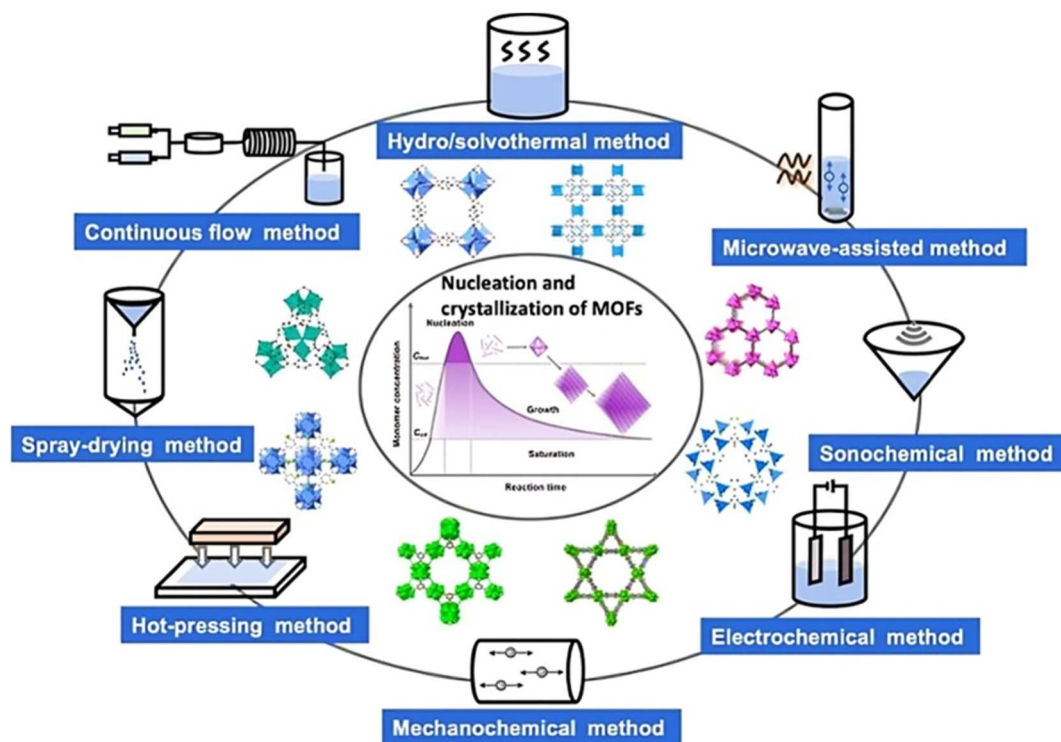 Hydro/solvothermal method
Continuous flow method
Microwave-assisted method
Nucleation and
crystallization of MOFs
Nucleation
Monomer concentration
Growth
Saturation
Reaction time
Spray-drying method
Sonochemical method
Hot-pressing method
Electrochemical method
Mechanochemical method